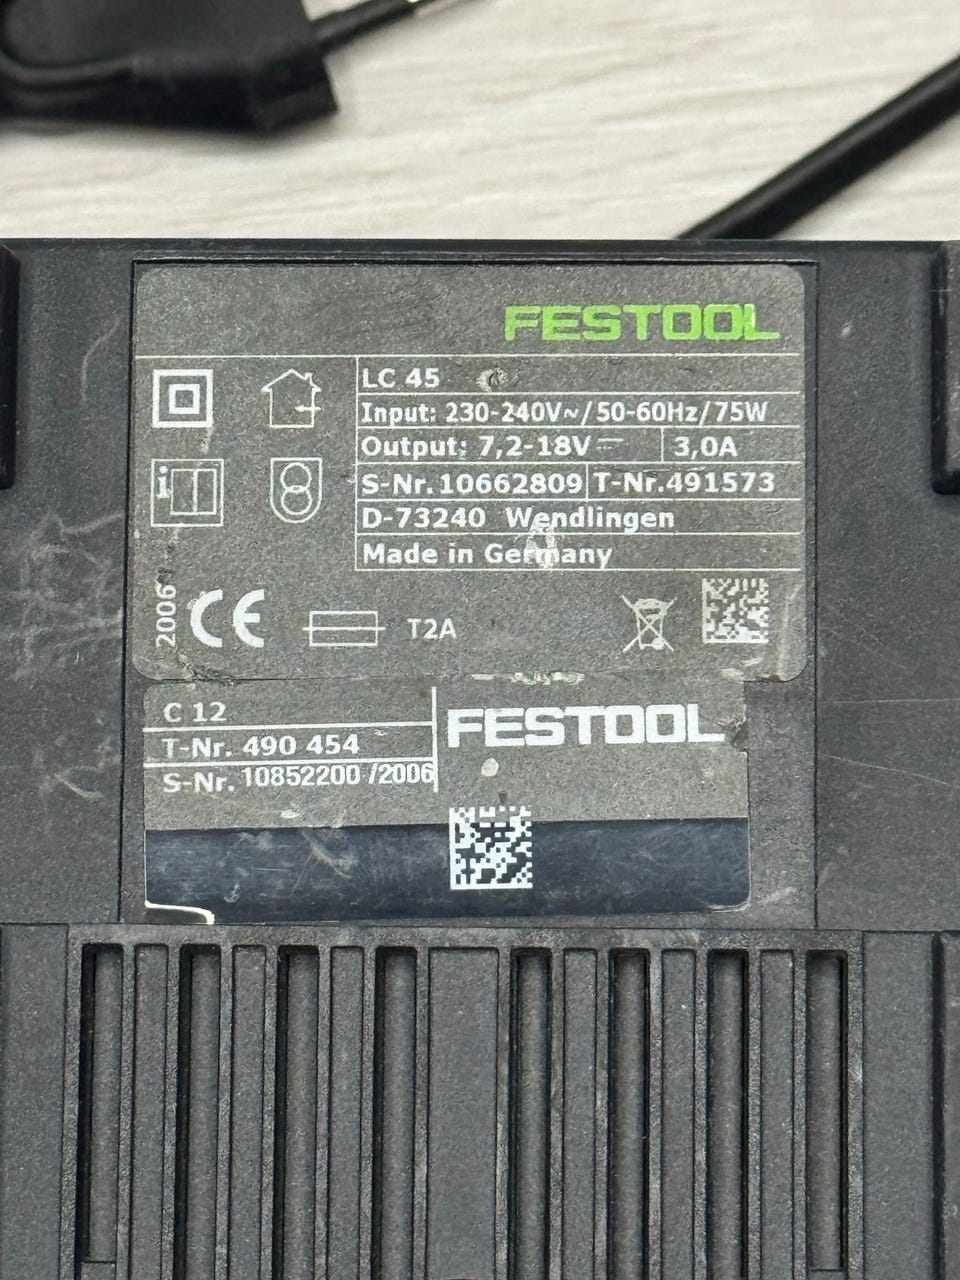 FESTOOL
LC 45
Input: 230-240V~/50-60Hz/75W
Output: 7,2-18V⎓ 3,0A
S-Nr.10662809 T-Nr.491573
D-73240 Wendlingen
Made in Germany
i
2006 CE T2A
C 12
FESTOOL
T-Nr. 490 454
S-Nr. 10852200 /2006